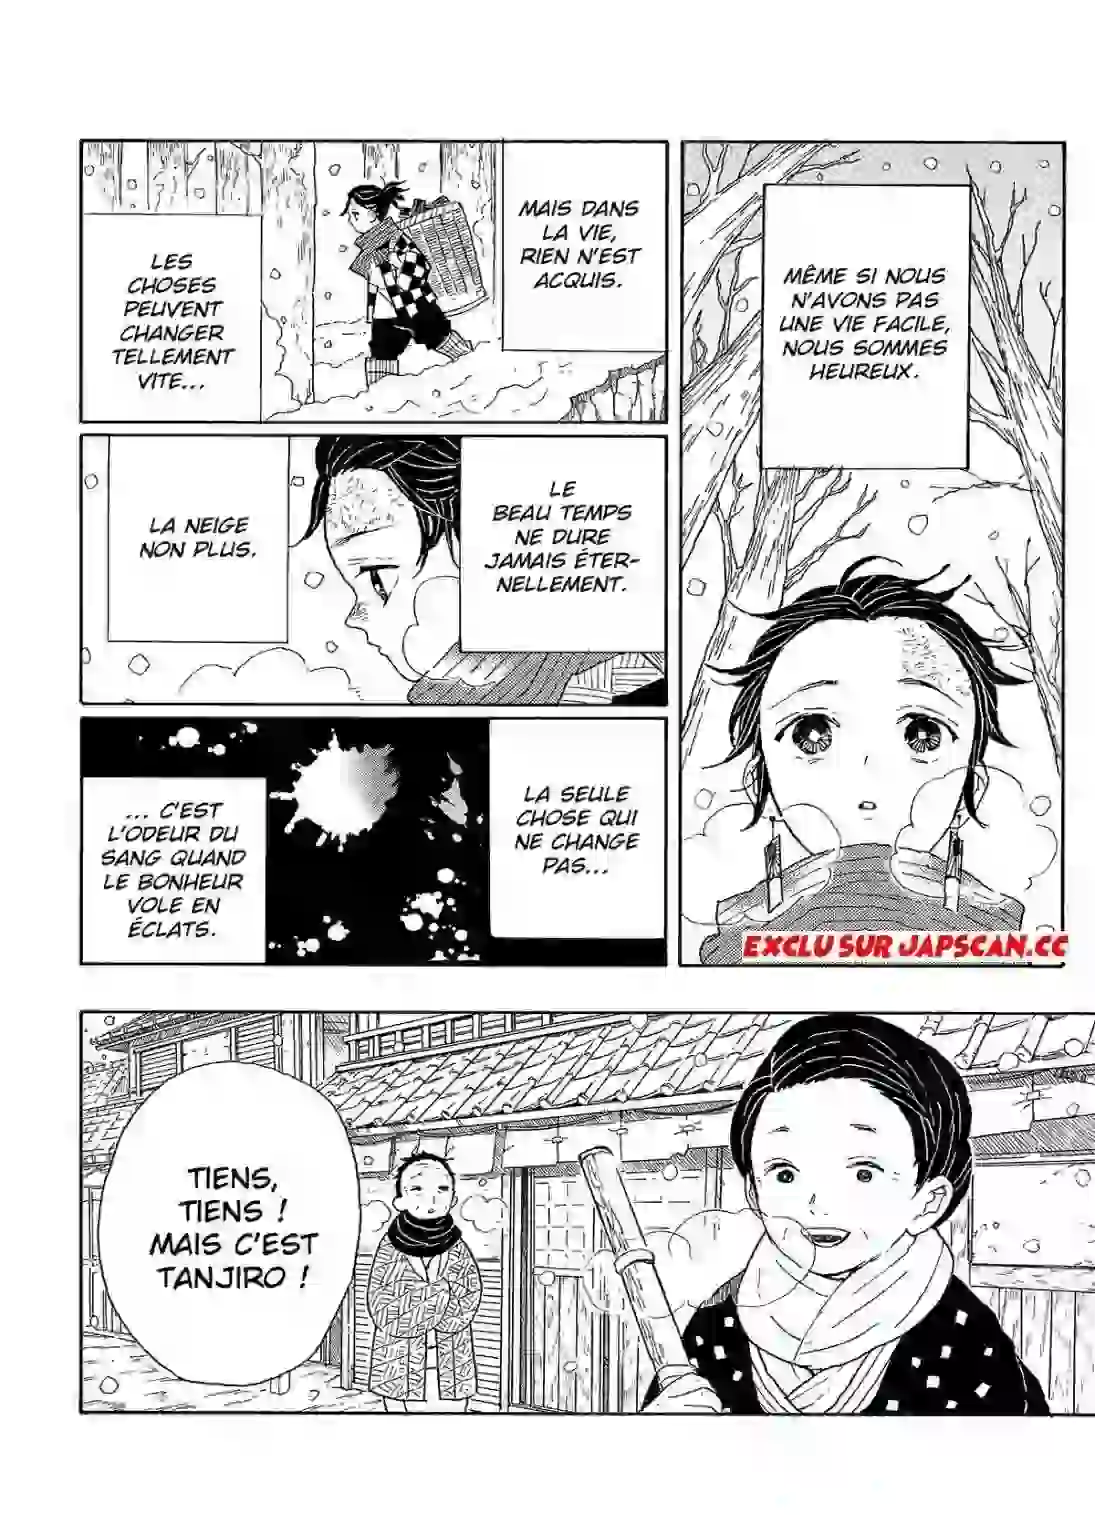 MÊME SI NOUS
N'AVONS PAS
UNE VIE FACILE,
NOUS SOMMES
HEUREUX.
MAIS DANS
LA VIE,
RIEN N'EST
ACQUIS.
LES
CHOSES
PEUVENT
CHANGER
TELLEMENT
VITE...
LE
BEAU TEMPS
NE DURE
JAMAIS ÉTER-
NELLEMENT.
LA NEIGE
NON PLUS.
LA SEULE
CHOSE QUI
NE CHANGE
PAS...
... C'EST
L'ODEUR DU
SANG QUAND
LE BONHEUR
VOLE EN
ÉCLATS.
EXCLU SUR JAPSCAN.CC
TIENS,
TIENS !
MAIS C'EST
TANJIRO !